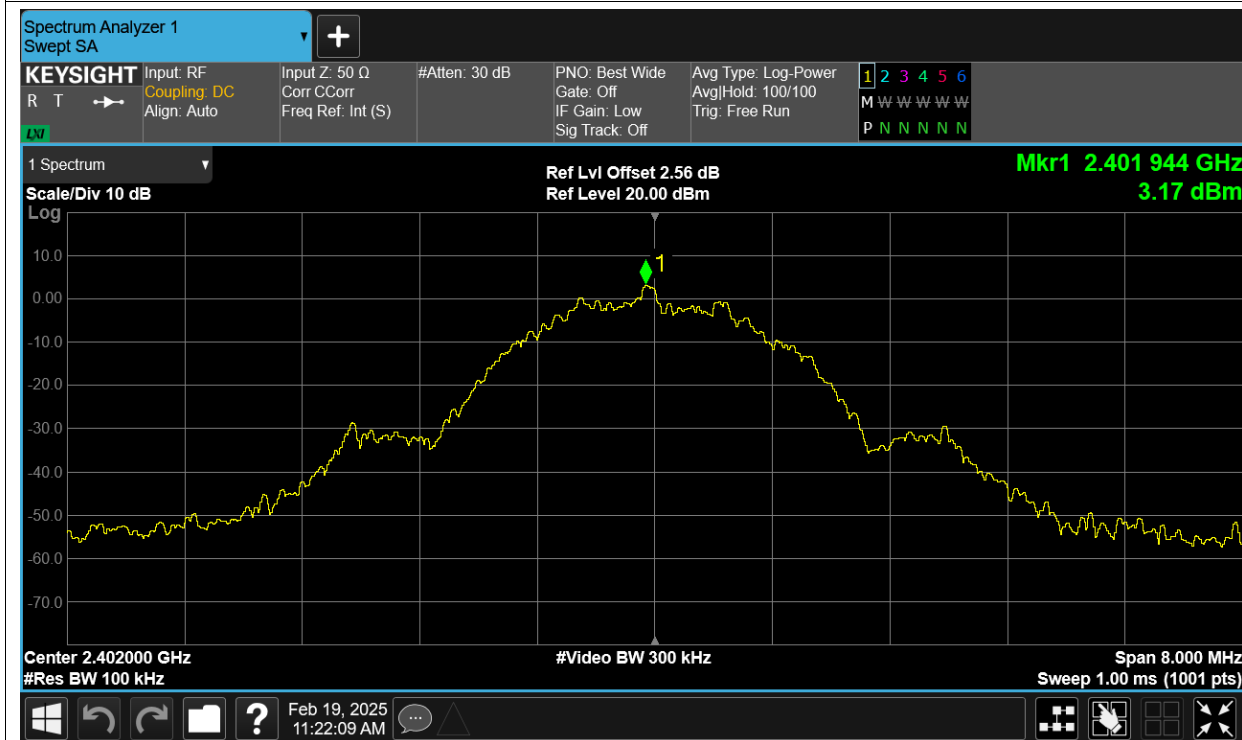 Spectrum Analyzer 1
Swept SA
+
KEYSIGHT
R T
LXI
Input: RF
Coupling: DC
Align: Auto
Input Z: 50 Ω
Corr CCorr
Freq Ref: Int (S)
#Atten: 30 dB
PNO: Best Wide
Gate: Off
IF Gain: Low
Sig Track: Off
Avg Type: Log-Power
Avg|Hold: 100/100
Trig: Free Run
1 2 3 4 5 6
M W W W W W
P N N N N N
1 Spectrum
Scale/Div 10 dB
Log
Ref Lvl Offset 2.56 dB
Ref Level 20.00 dBm
Mkr1 2.401 944 GHz
3.17 dBm
1
10.0
0.00
-10.0
-20.0
-30.0
-40.0
-50.0
-60.0
-70.0
Center 2.402000 GHz
#Res BW 100 kHz
#Video BW 300 kHz
Span 8.000 MHz
Sweep 1.00 ms (1001 pts)
?
Feb 19, 2025
11:22:09 AM